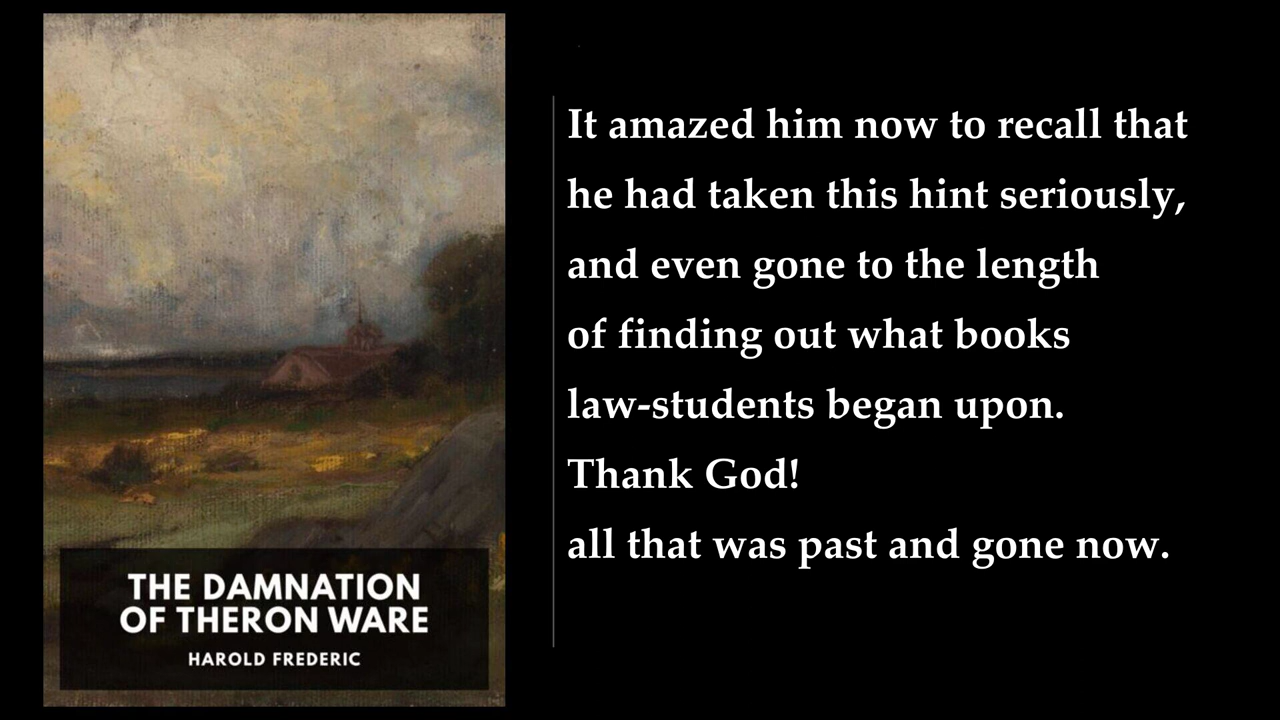 It amazed him now to recall that
he had taken this hint seriously,
and even gone to the length
of finding out what books
law-students began upon.
Thank God!
all that was past and gone now.
THE DAMNATION
OF THERON WARE
HAROLD FREDERIC